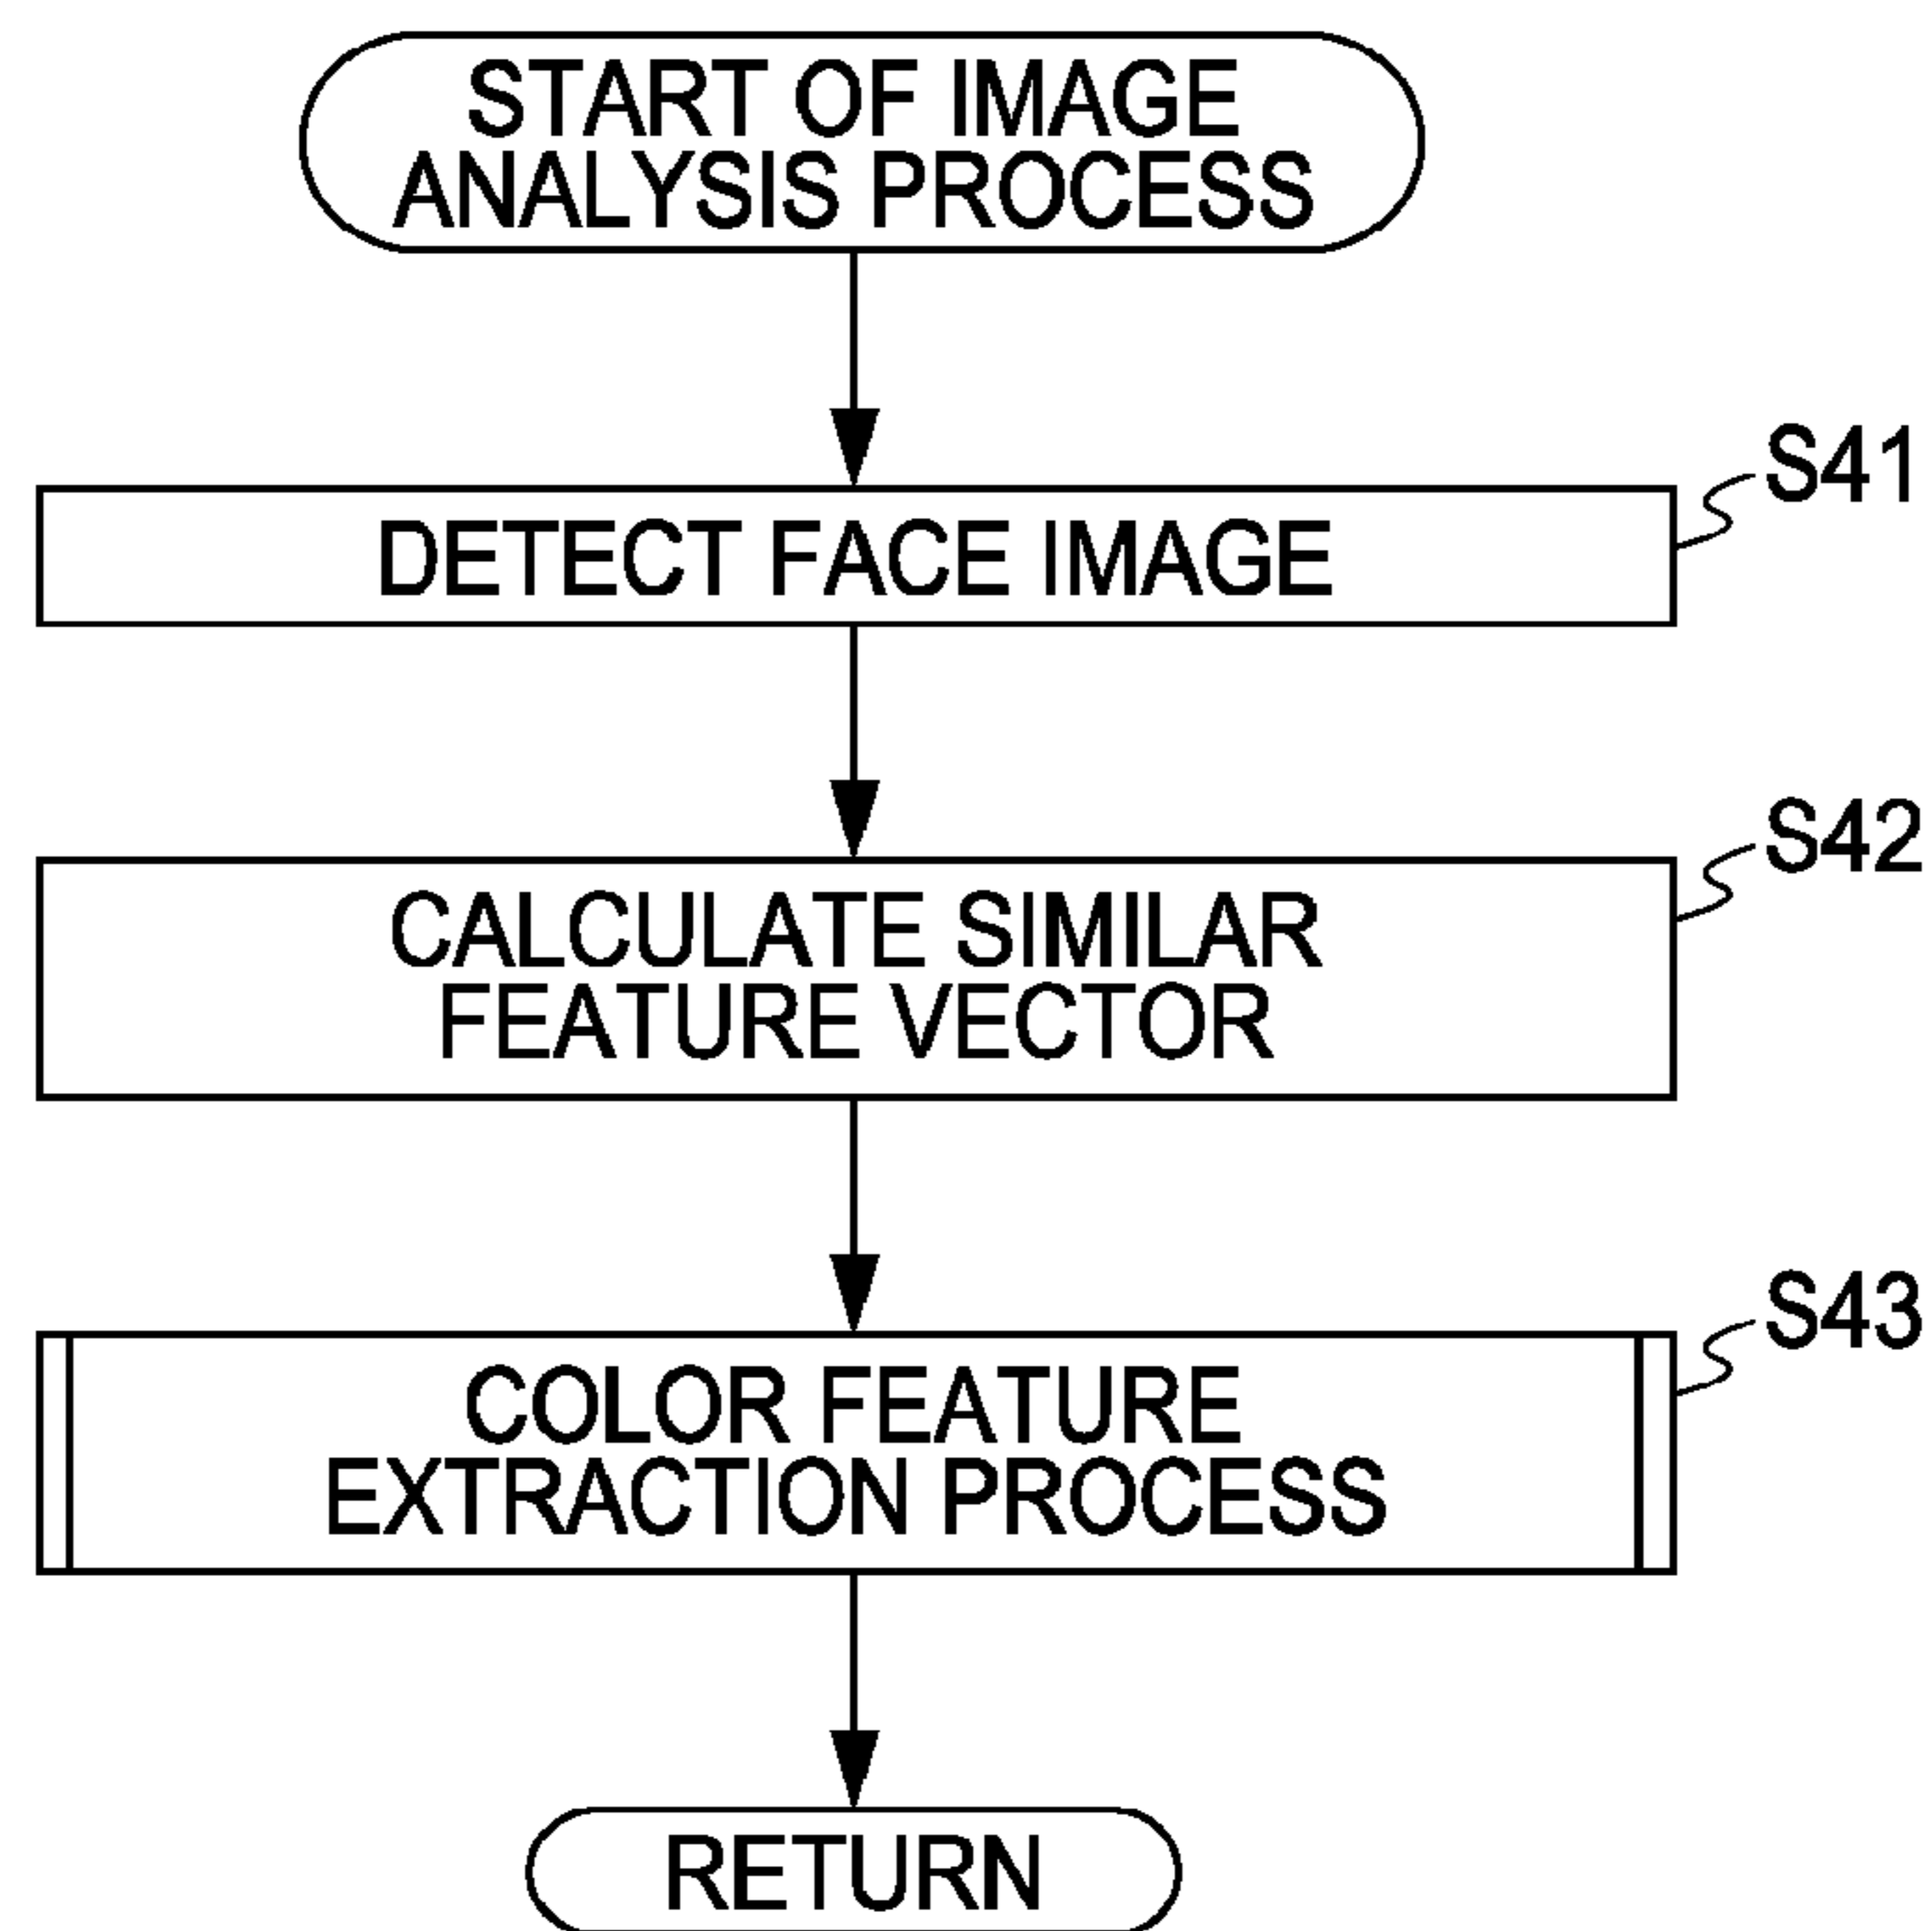 START OF IMAGE
ANALYSIS PROCESS
S41
DETECT FACE IMAGE
S42
CALCULATE SIMILAR
FEATURE VECTOR
S43
COLOR FEATURE
EXTRACTION PROCESS
RETURN